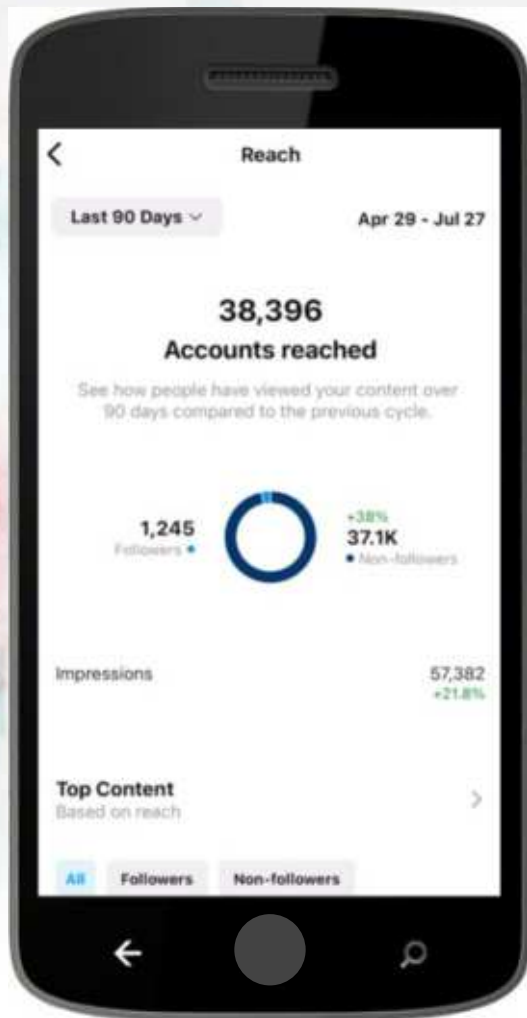 Reach
Last 90 Days
Apr 29 - Jul 27
38,396
Accounts reached
See how people have viewed your content over
90 days compared to the previous cycle.
1,245
Followers
+38%
37.1K
Non-followers
Impressions
57,382
+21.8%
Top Content
Based on reach
All
Followers
Non-followers